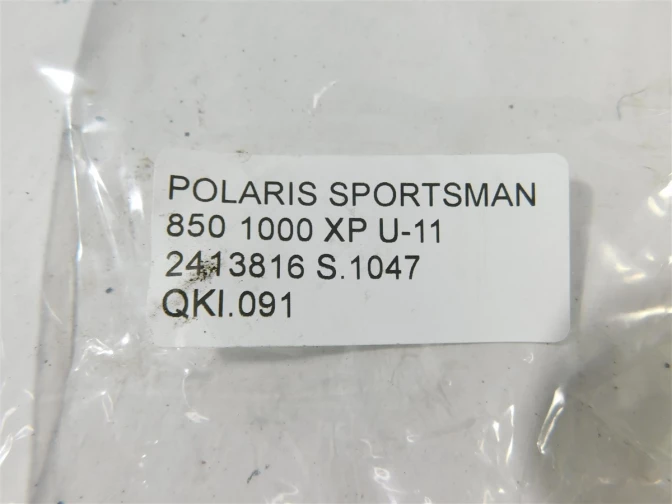 POLARIS SPORTSMAN
850 1000 XP U-11
2413816 S.1047
QKI.091